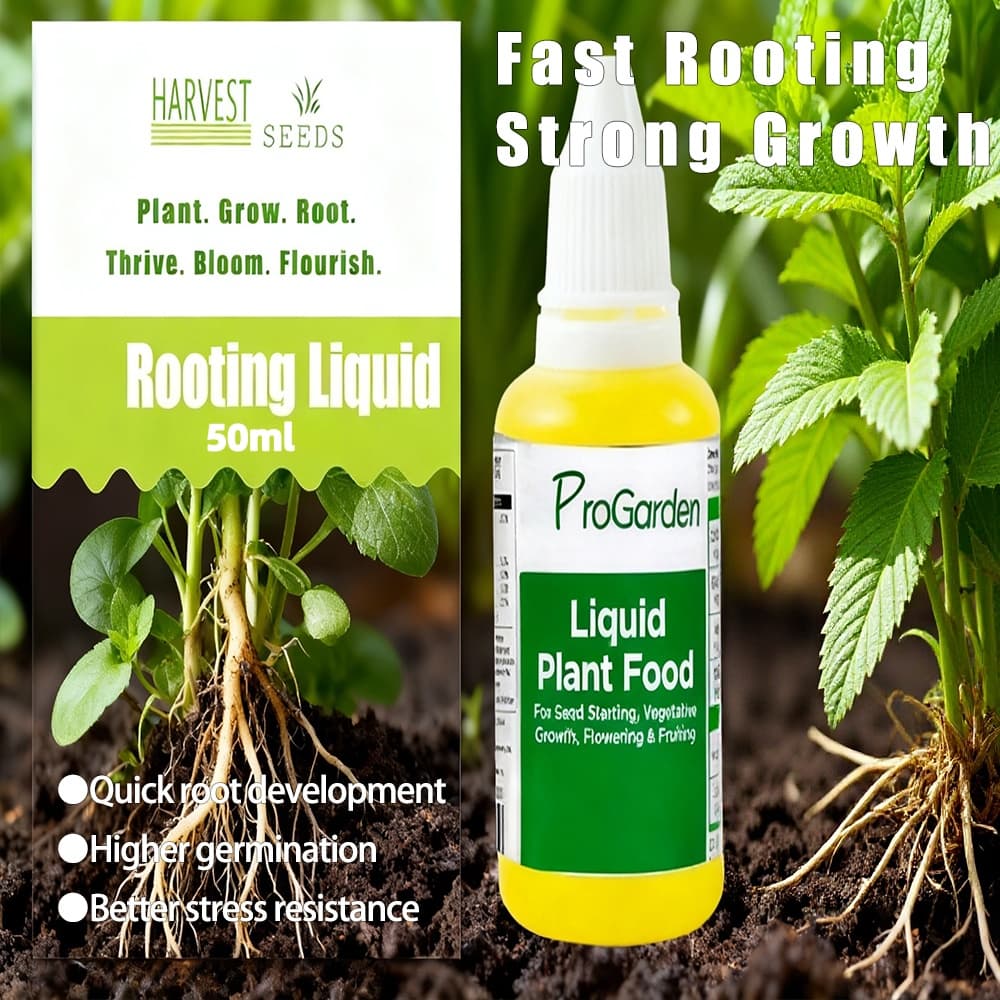 HARVEST
SEEDS
Plant. Grow. Root.
Thrive. Bloom. Flourish.
Rooting Liquid
50ml
●Quick root development
●Higher germination
●Better stress resistance
Fast Rooting
Strong Growth
ProGarden
Liquid
Plant Food
For Seed Starting, Vegetative
Growth, Flowering & Fruiting